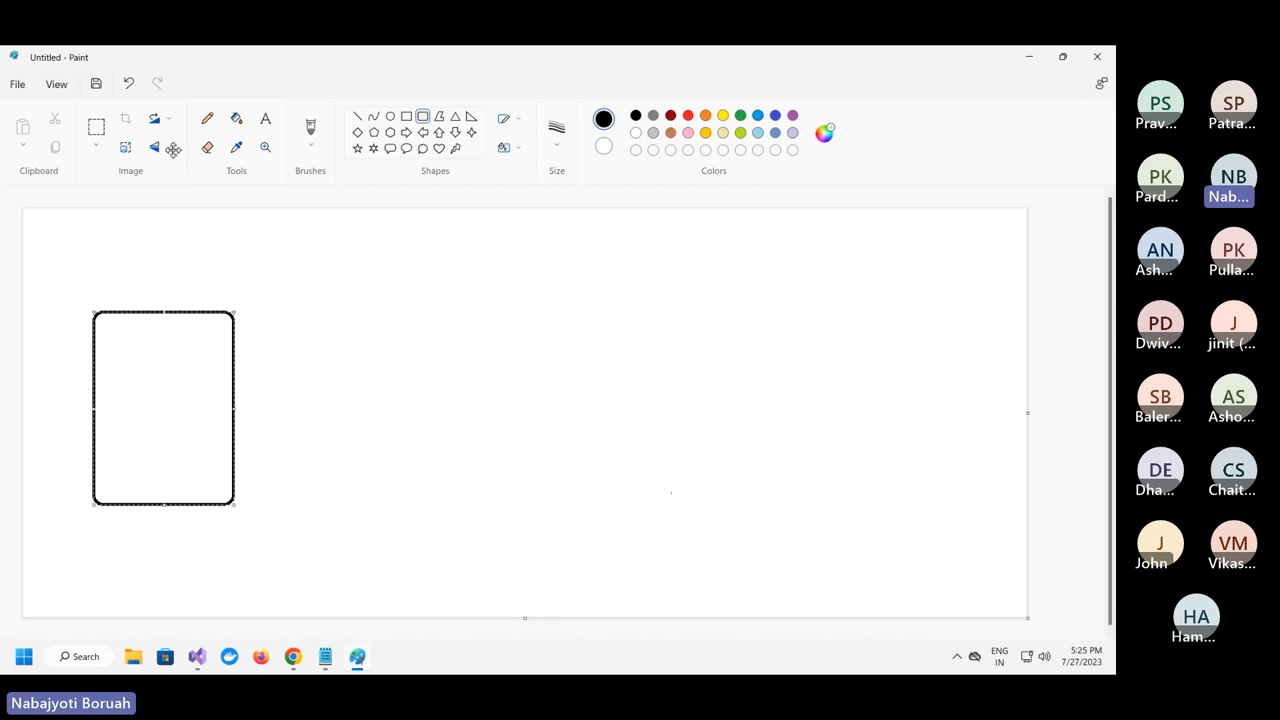 Untitled - Paint
File
View
Clipboard
Image
A
Tools
Brushes
Shapes
Size
Colors
Search
ENG
IN
5:25 PM
7/27/2023
Nabajyoti Boruah
PS
Prav...
SP
Patra...
PK
Pard...
NB
Nab...
AN
Ash...
PK
Pulla...
PD
Dwiv...
J
jinit (...
SB
Baler...
AS
Asho...
DE
Dha...
CS
Chait...
J
John
VM
Vikas...
HA
Ham...